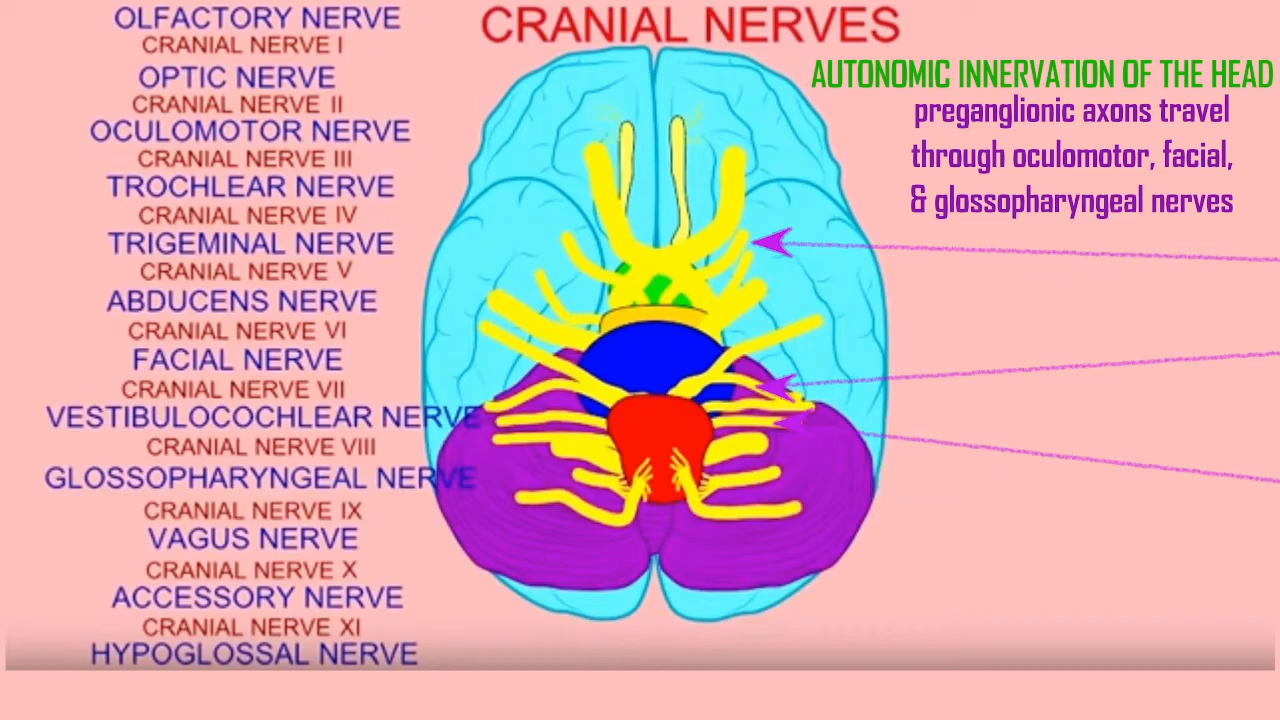 OLFACTORY NERVE
CRANIAL NERVE I
OPTIC NERVE
CRANIAL NERVE II
OCULOMOTOR NERVE
CRANIAL NERVE III
TROCHLEAR NERVE
CRANIAL NERVE IV
TRIGEMINAL NERVE
CRANIAL NERVE V
ABDUCENS NERVE
CRANIAL NERVE VI
FACIAL NERVE
CRANIAL NERVE VII
VESTIBULOCOCHLEAR NERVE
CRANIAL NERVE VIII
GLOSSOPHARYNGEAL NERVE
CRANIAL NERVE IX
VAGUS NERVE
CRANIAL NERVE X
ACCESSORY NERVE
CRANIAL NERVE XI
HYPOGLOSSAL NERVE
CRANIAL NERVES
AUTONOMIC INNERVATION OF THE HEAD
preganglionic axons travel
through oculomotor, facial,
& glossopharyngeal nerves